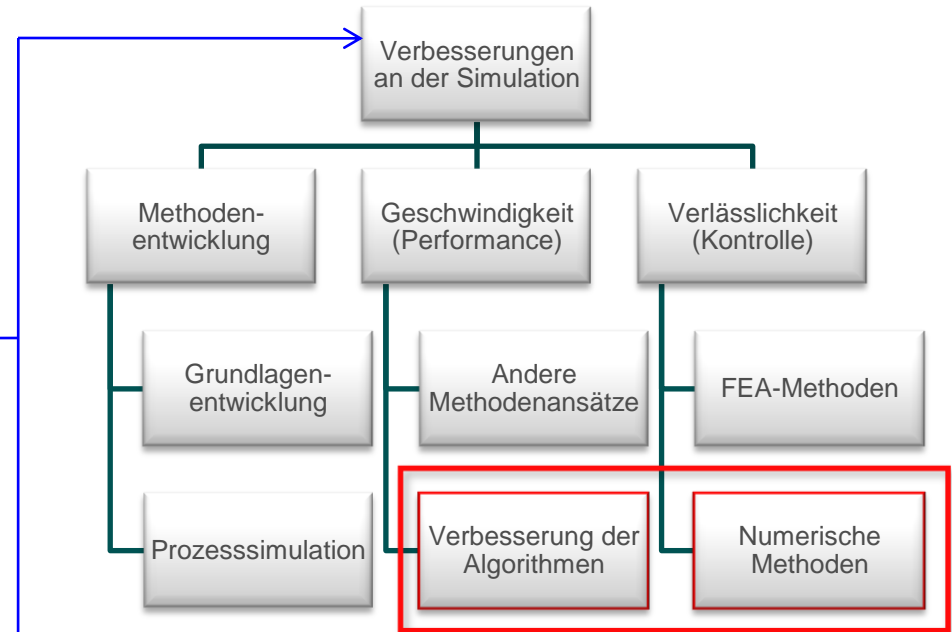 Verbesserungen
an der Simulation
Methoden-
entwicklung
Geschwindigkeit
(Performance)
Verlässlichkeit
(Kontrolle)
Grundlagen-
entwicklung
Andere
Methodenansätze
FEA-Methoden
Prozesssimulation
Verbesserung der
Algorithmen
Numerische
Methoden